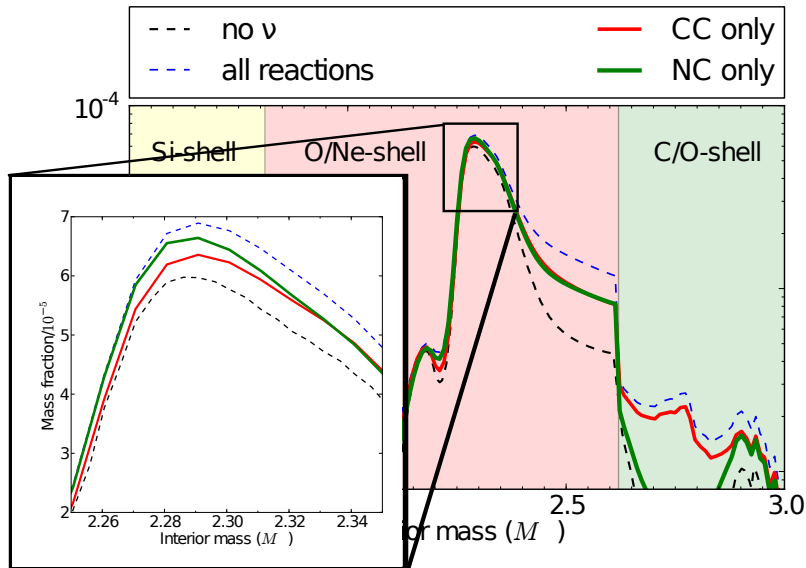 no ν
all reactions
CC only
NC only
10⁻⁴
Si-shell
O/Ne-shell
C/O-shell
7
6
5
4
3
2
Mass fraction/10⁻⁵
2.26
2.28
2.30
2.32
2.34
Interior mass (M )
2.5
3.0
mass (M )